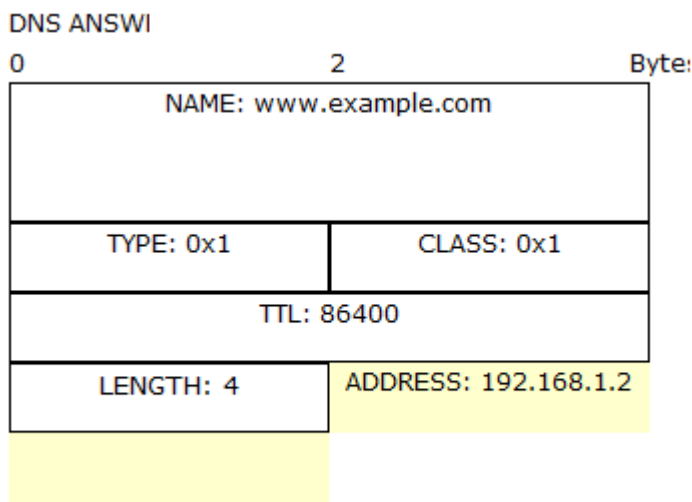 DNS ANSWI
0 2 Byte
NAME: www.example.com
TYPE: 0x1 CLASS: 0x1
TTL: 86400
LENGTH: 4 ADDRESS: 192.168.1.2